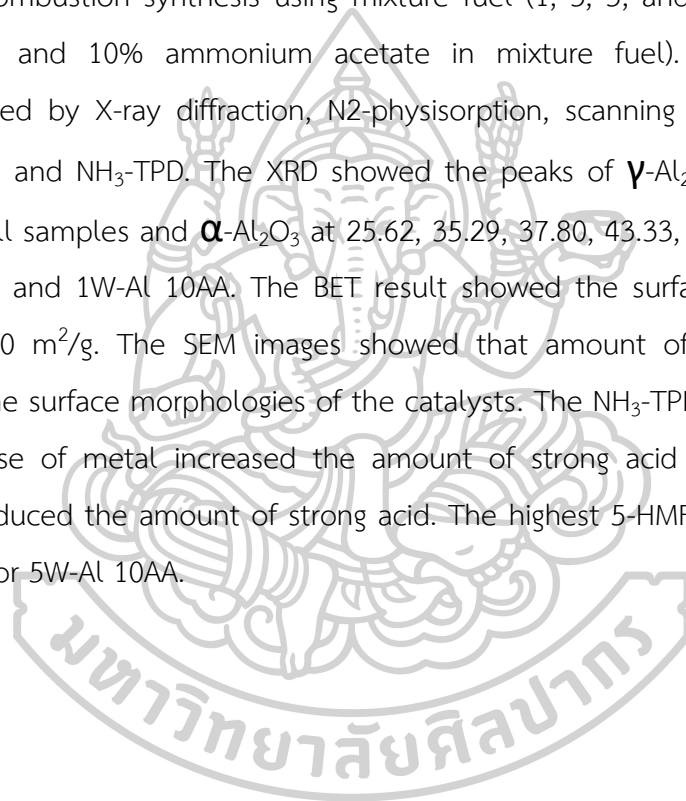 ombustion synthesis using mixture fuel (1, 3, 5, and
and 10% ammonium acetate in mixture fuel).
ed by X-ray diffraction, N2-physisorption, scanning
and NH₃-TPD. The XRD showed the peaks of γ-Al₂
ll samples and α-Al₂O₃ at 25.62, 35.29, 37.80, 43.33,
and 1W-Al 10AA. The BET result showed the surfa
0 m²/g. The SEM images showed that amount of
he surface morphologies of the catalysts. The NH₃-TP
se of metal increased the amount of strong acid
duced the amount of strong acid. The highest 5-HMF
or 5W-Al 10AA.
มหาวิทยาลัยศิลปากร